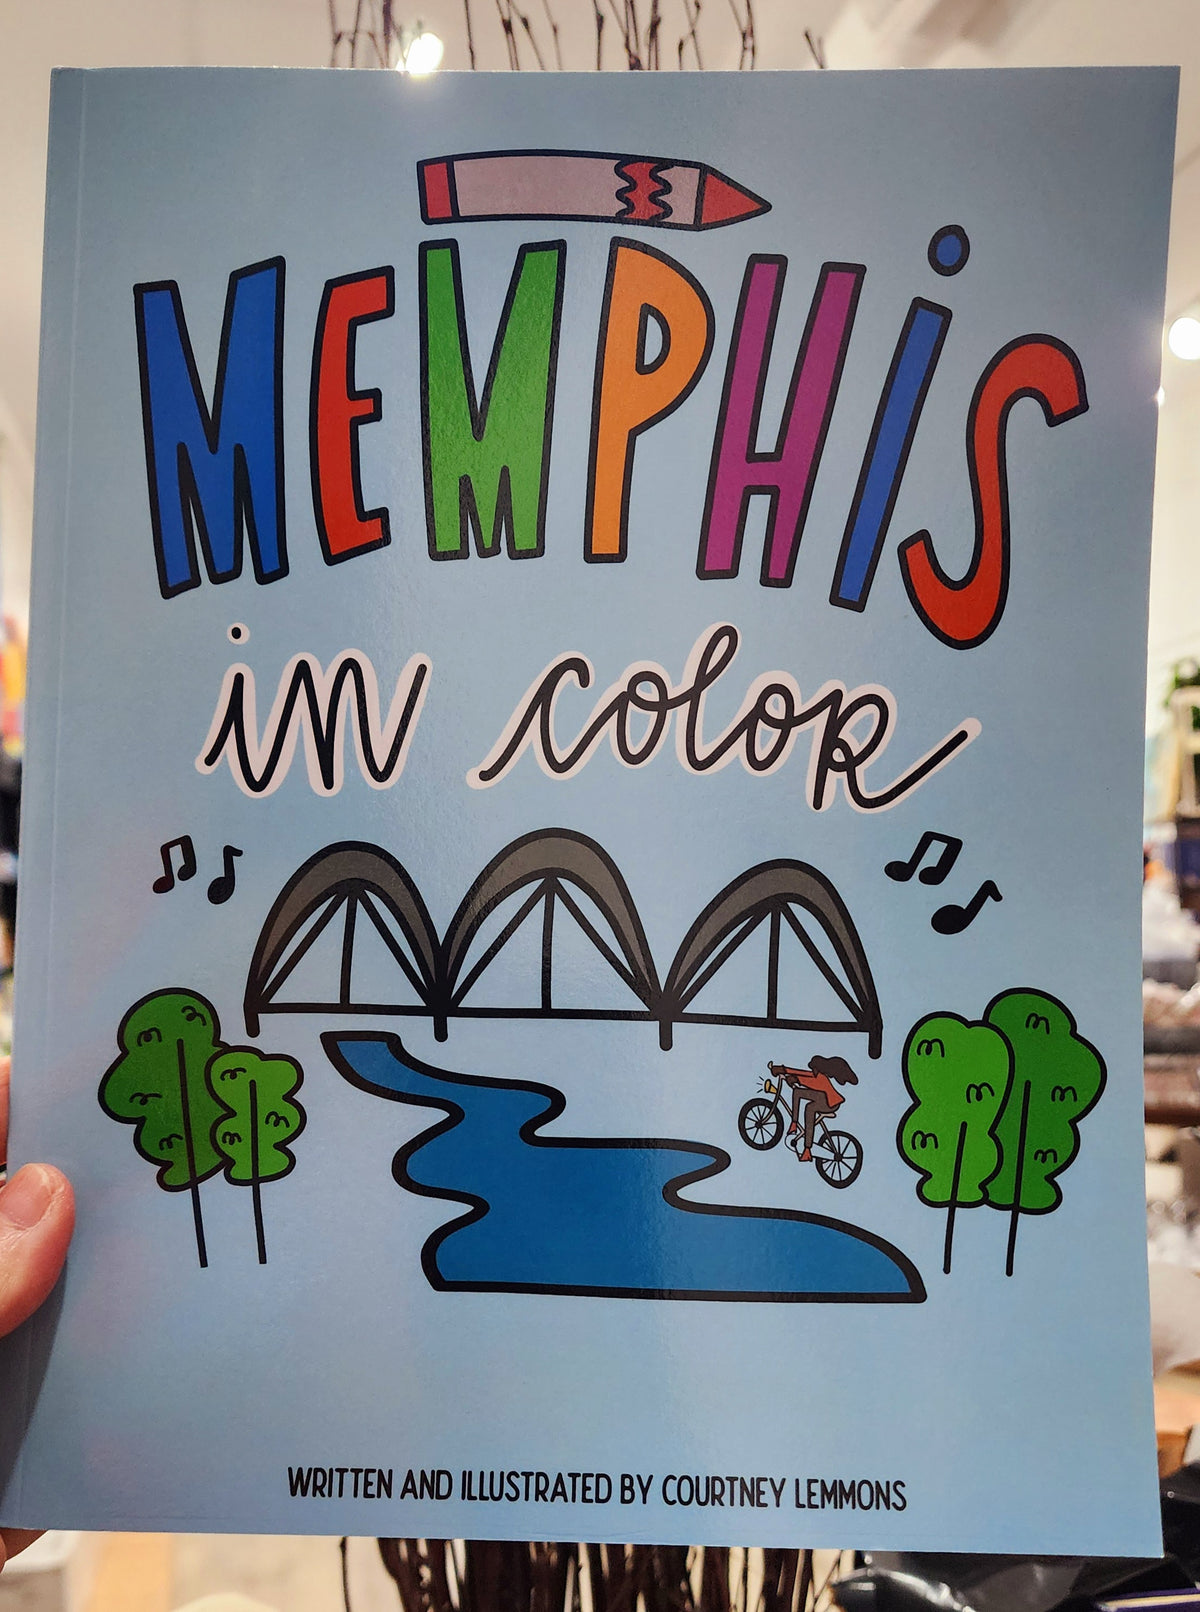 MEMPHiS
in coloR
WRITTEN AND ILLUSTRATED BY COURTNEY LEMMONS